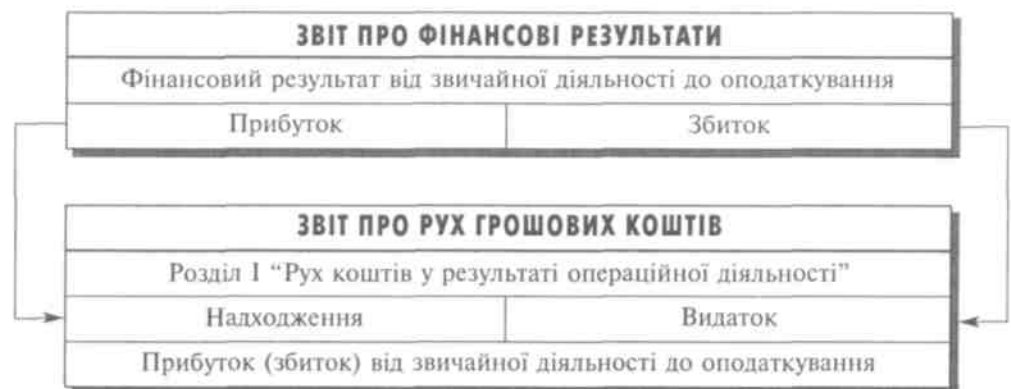 ЗВІТ ПРО ФІНАНСОВІ РЕЗУЛЬТАТИ
Фінансовий результат від звичайної діяльності до оподаткування
Прибуток Збиток
ЗВІТ ПРО РУХ ГРОШОВИХ КОШТІВ
Розділ І “Рух коштів у результаті операційної діяльності”
Надходження Видаток
Прибуток (збиток) від звичайної діяльності до оподаткування